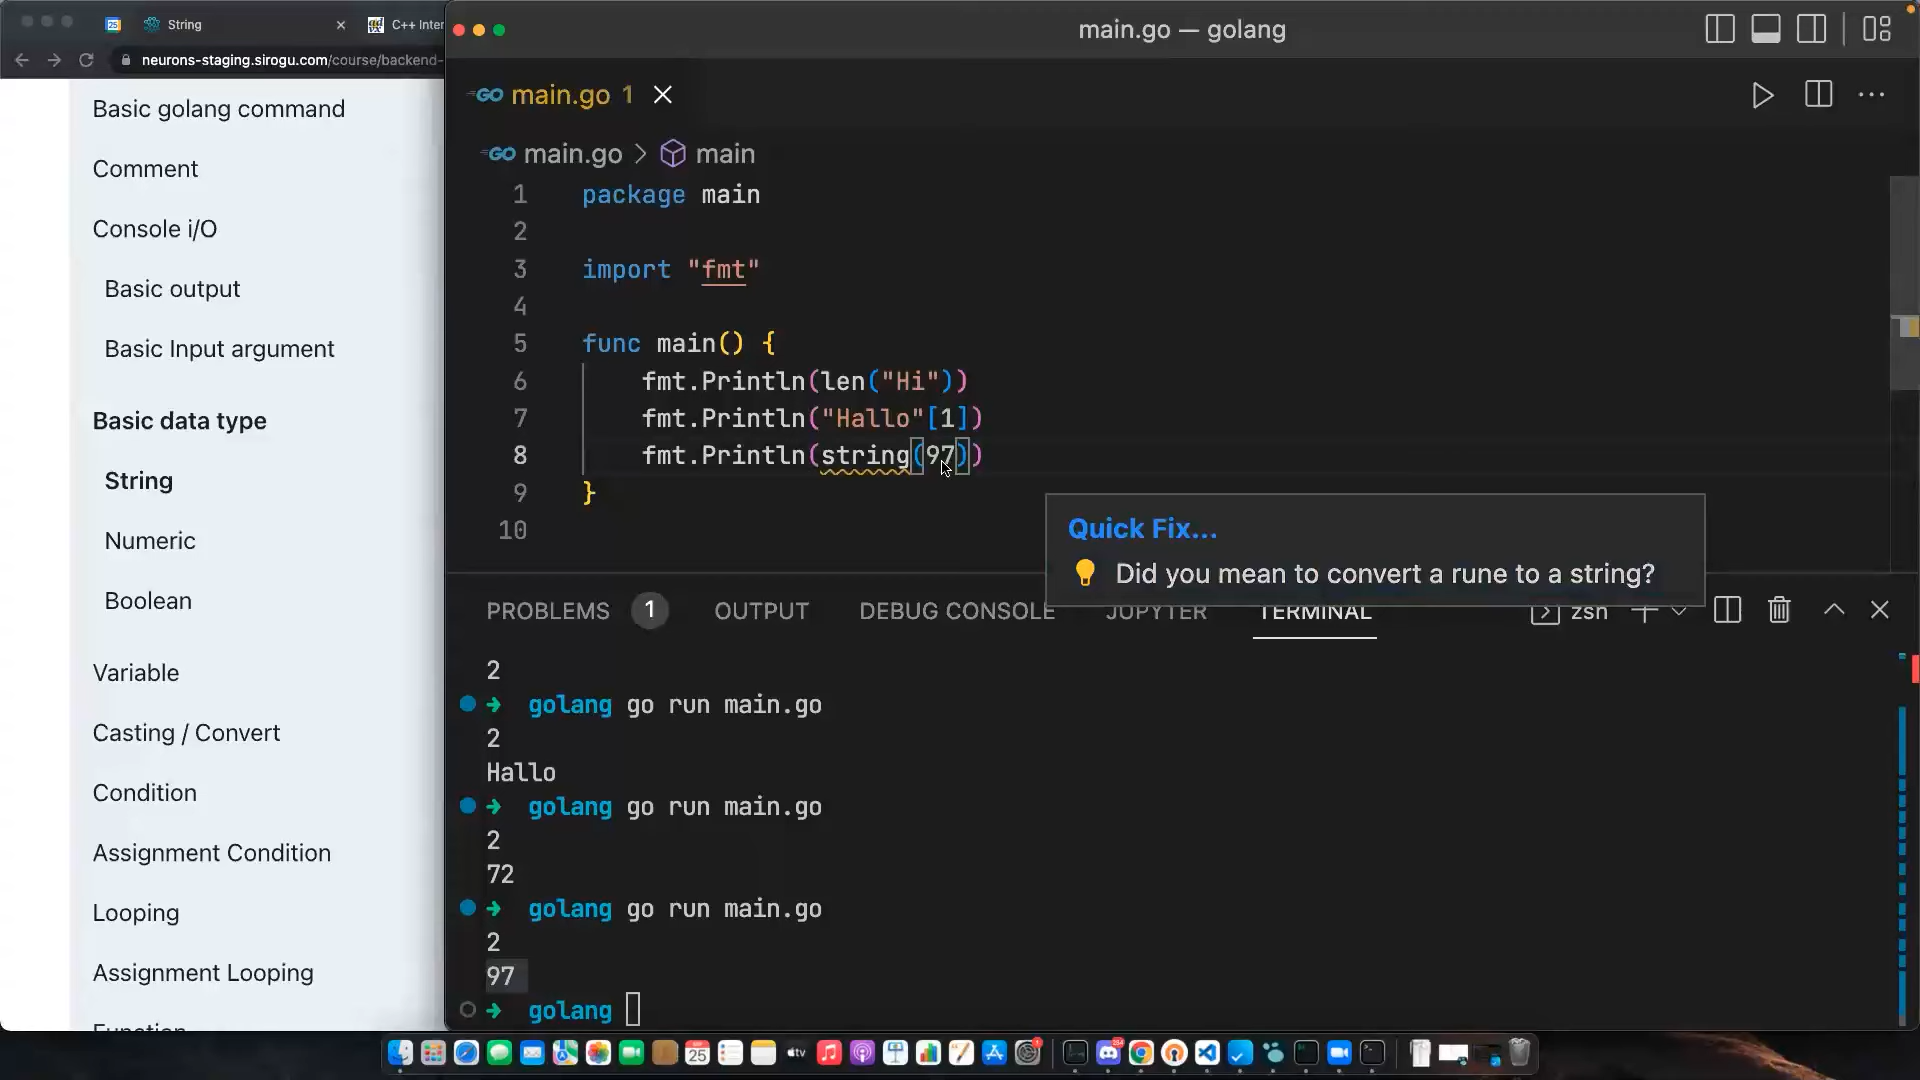 String
C++ Inter
neurons-staging.sirogu.com/course/backend-
Basic golang command
Comment
Console i/O
Basic output
Basic Input argument
Basic data type
String
Numeric
Boolean
Variable
Casting / Convert
Condition
Assignment Condition
Looping
Assignment Looping
Function
main.go — golang
GO main.go 1
GO main.go > main
1 package main
2
3 import "fmt"
4
5 func main() {
6 fmt.Println(len("Hi"))
7 fmt.Println("Hallo"[1])
8 fmt.Println(string(97))
9 }
10
Quick Fix...
Did you mean to convert a rune to a string?
PROBLEMS 1 OUTPUT DEBUG CONSOLE JUPYTER TERMINAL zsh
2
golang go run main.go
2
Hallo
golang go run main.go
2
72
golang go run main.go
2
97
golang